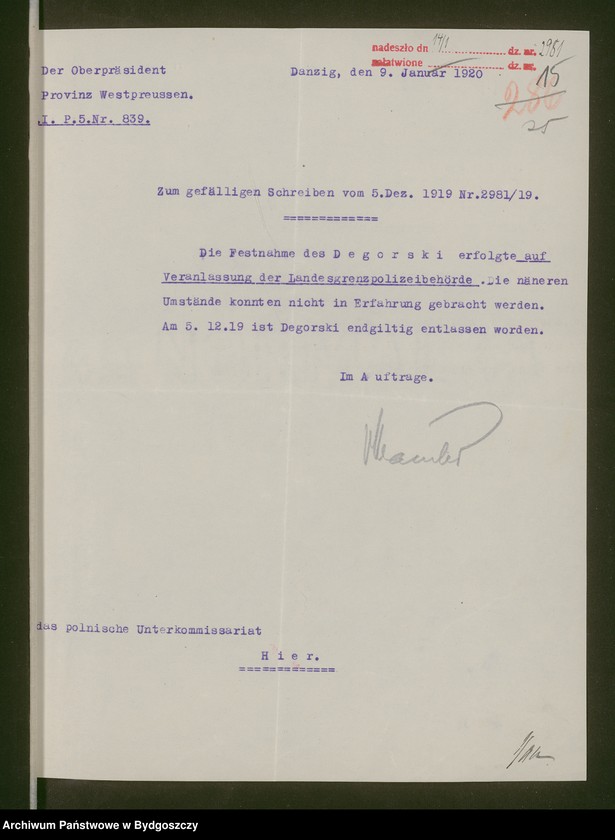 nadeszło dn 14/I dz. nr. 2981
załatwione dz. nr. 15
Der Oberpräsident Danzig, den 9. Januar 1920
Provinz Westpreussen.
I. P.5.Nr. 839.
25
Zum gefälligen Schreiben vom 5.Dez. 1919 Nr.2981/19.
=============
Die Festnahme des D e g o r s k i erfolgte auf
Veranlassung der Landesgrenzpolizeibehörde .Die näneren
Umstände konnten nicht in Erfahrung gebracht werden.
Am 5. 12.19 ist Degorski endgiltig entlassen worden.
Im A uftrage.
das polnische Unterkommissariat
H i e r.
=============
Archiwum Państwowe w Bydgoszczy